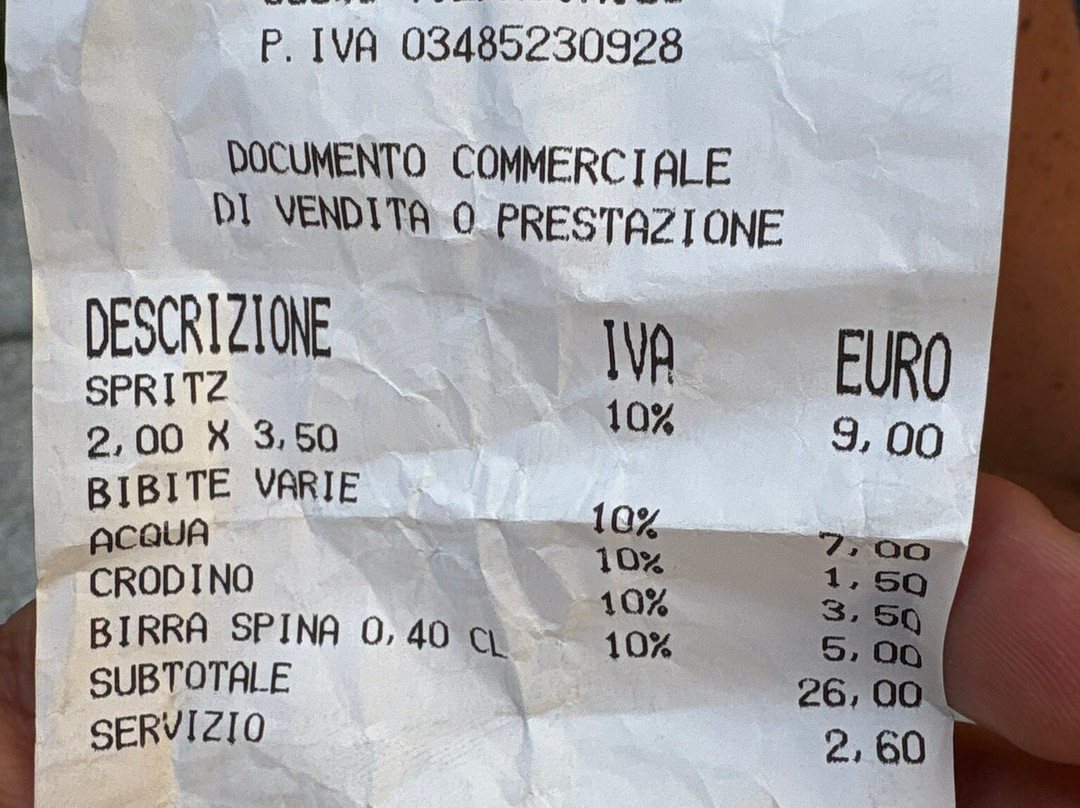 P. IVA 03485230928
DOCUMENTO COMMERCIALE
DI VENDITA O PRESTAZIONE
DESCRIZIONE IVA EURO
SPRITZ 10% 9,00
2,00 X 3,50
BIBITE VARIE 10% 7,00
ACQUA 10% 1,50
CRODINO 10% 3,50
BIRRA SPINA 0,40 CL 10% 5,00
SUBTOTALE 26,00
SERVIZIO 2,60